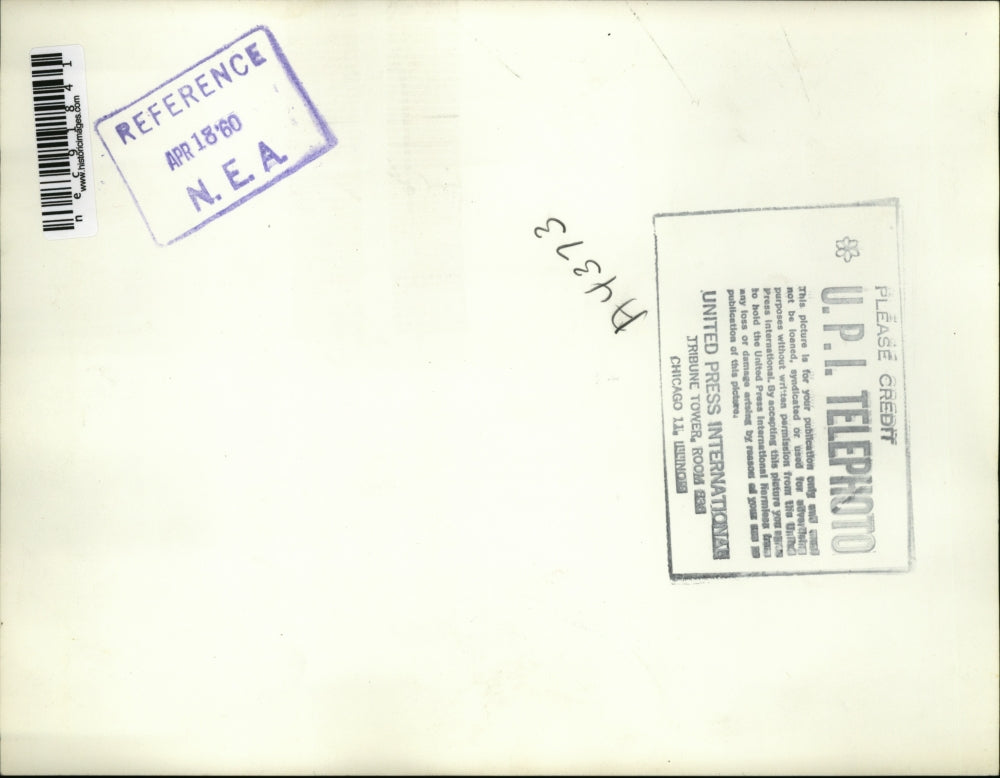 REFERENCE
APR 18 '60
N. E. A.
nec91841
www.historicimages.com
A4373
PLEASE CREDIT
U. P. I. TELEPHOTO
This picture is for your publication only and must
not be loaned, syndicated or used for advertising
purposes without written permission from the United
Press International. By accepting this picture you agree
to hold the United Press International Harmless from
any loss or damage arising by reason of your use or
publication of this picture.
UNITED PRESS INTERNATIONAL
TRIBUNE TOWER, ROOM
CHICAGO 11, ILLINOIS